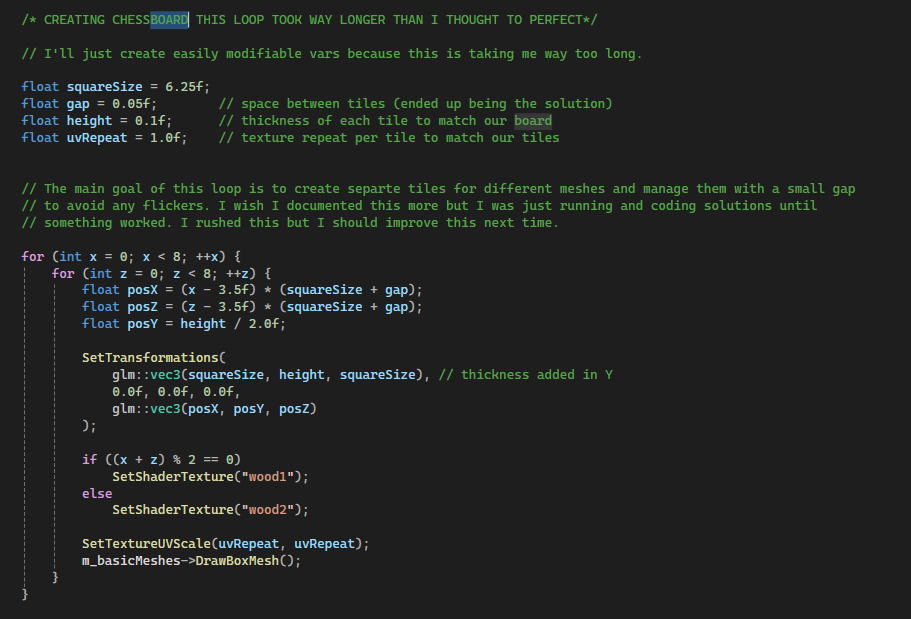 /* CREATING CHESSBOARD THIS LOOP TOOK WAY LONGER THAN I THOUGHT TO PERFECT*/
// I'll just create easily modifiable vars because this is taking me way too long.
float squareSize = 6.25f;
float gap = 0.05f;        // space between tiles (ended up being the solution)
float height = 0.1f;      // thickness of each tile to match our board
float uvRepeat = 1.0f;    // texture repeat per tile to match our tiles
// The main goal of this loop is to create separte tiles for different meshes and manage them with a small gap
// to avoid any flickers. I wish I documented this more but I was just running and coding solutions until
// something worked. I rushed this but I should improve this next time.
for (int x = 0; x < 8; ++x) {
    for (int z = 0; z < 8; ++z) {
        float posX = (x - 3.5f) * (squareSize + gap);
        float posZ = (z - 3.5f) * (squareSize + gap);
        float posY = height / 2.0f;
        SetTransformations(
            glm::vec3(squareSize, height, squareSize), // thickness added in Y
            0.0f, 0.0f, 0.0f,
            glm::vec3(posX, posY, posZ)
        );
        if ((x + z) % 2 == 0)
            SetShaderTexture("wood1");
        else
            SetShaderTexture("wood2");
        SetTextureUVScale(uvRepeat, uvRepeat);
        m_basicMeshes->DrawBoxMesh();
    }
}